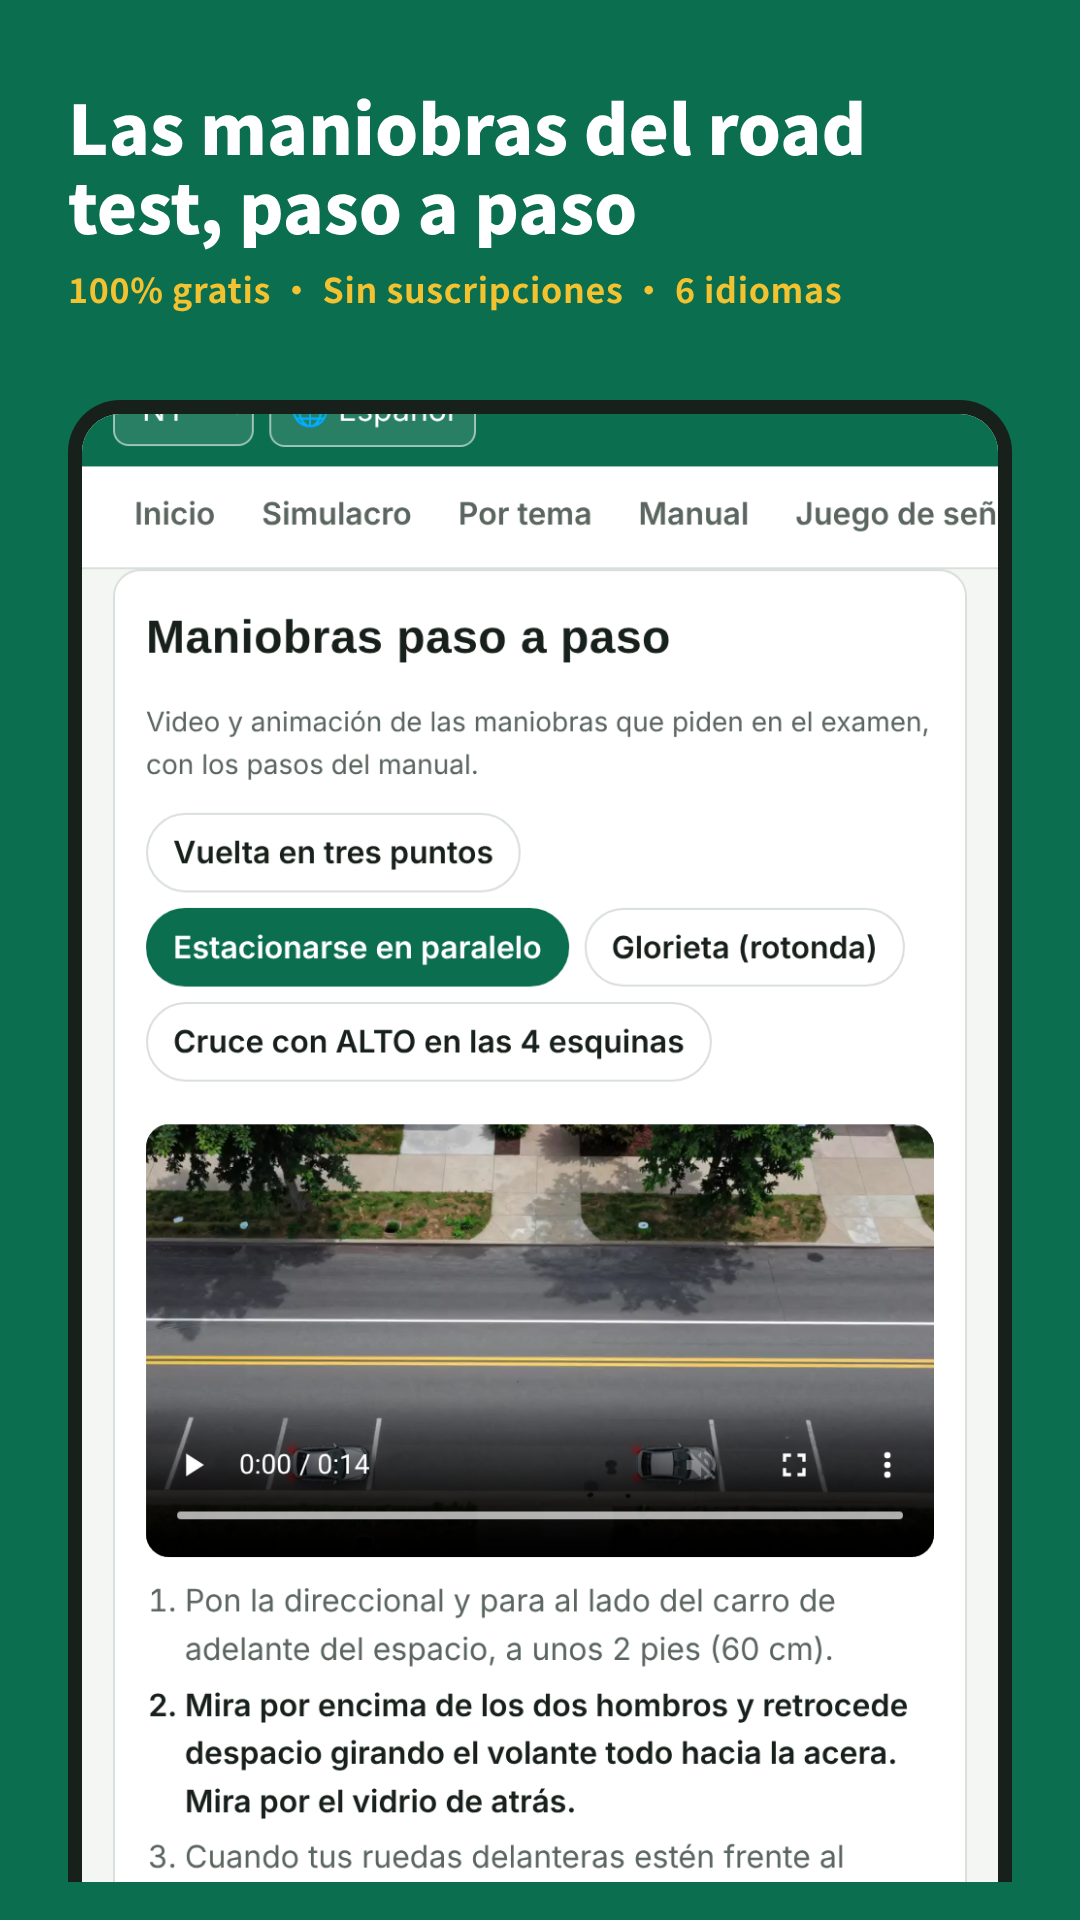 Las maniobras del road
test, paso a paso
100% gratis • Sin suscripciones • 6 idiomas
NY
Español
Inicio Simulacro Por tema Manual Juego de señ
Maniobras paso a paso
Video y animación de las maniobras que piden en el examen,
con los pasos del manual.
Vuelta en tres puntos
Estacionarse en paralelo Glorieta (rotonda)
Cruce con ALTO en las 4 esquinas
0:00 / 0:14
1. Pon la direccional y para al lado del carro de
adelante del espacio, a unos 2 pies (60 cm).
2. Mira por encima de los dos hombros y retrocede
despacio girando el volante todo hacia la acera.
Mira por el vidrio de atrás.
3. Cuando tus ruedas delanteras estén frente al